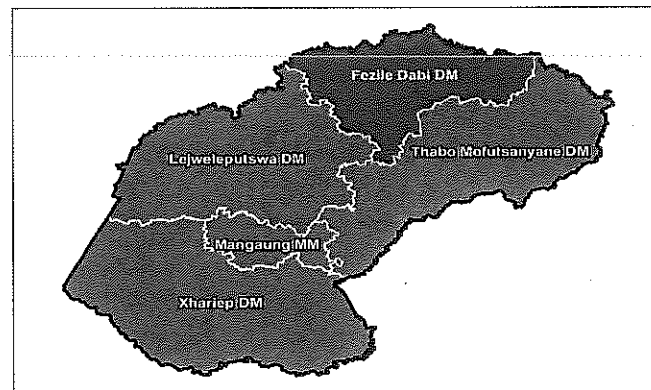 Fezile Dabi DM
Thabo Mofutsanyane DM
Lejweleputswa DM
Mangaung MM
Xhariep DM